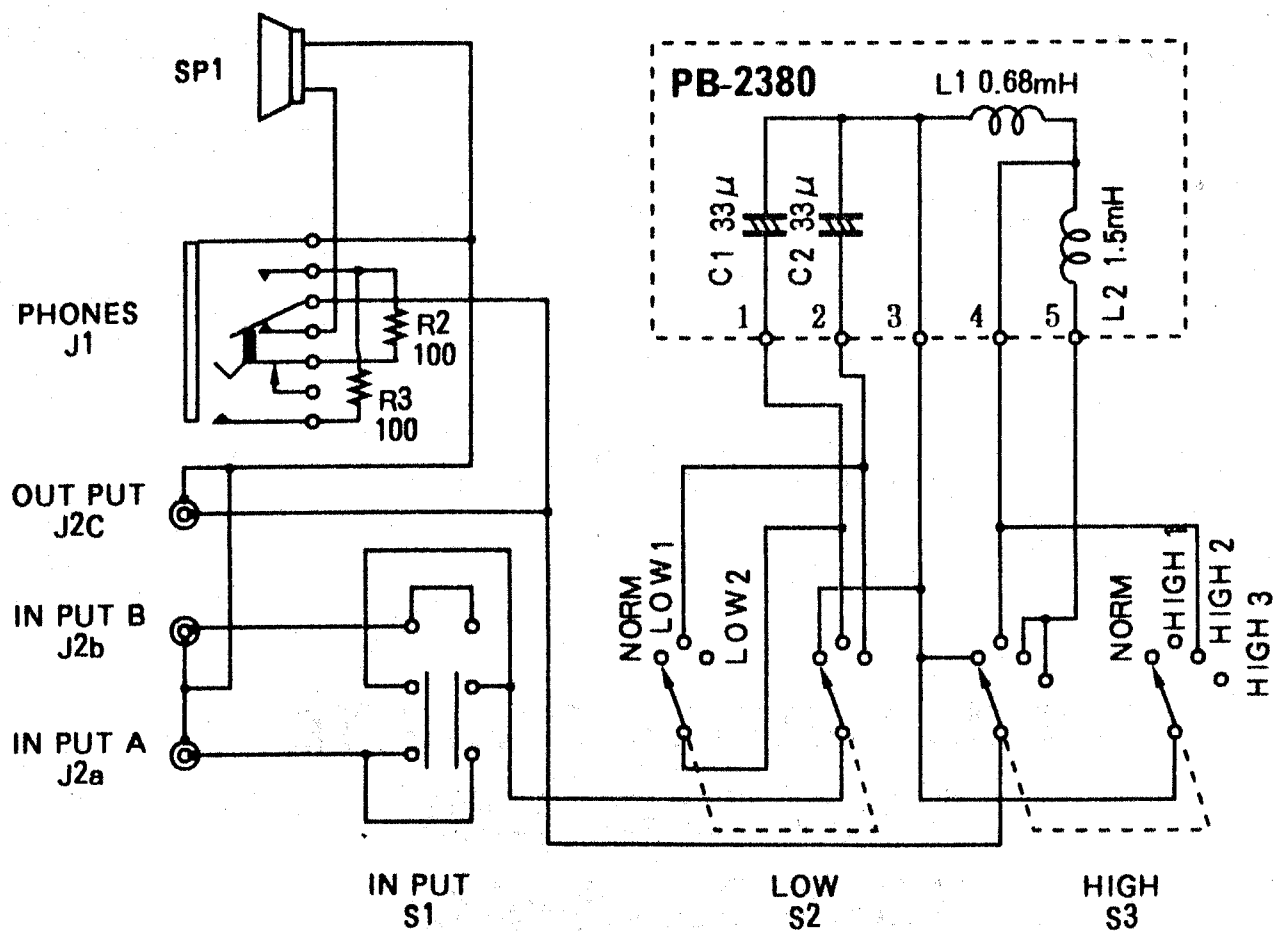 SP1
PB-2380
L1 0.68mH
C1 33µ
C2 33µ
L2 1.5mH
1 2 3 4 5
PHONES
J1
R2
100
R3
100
OUT PUT
J2C
IN PUT B
J2b
IN PUT A
J2a
NORM
LOW1
LOW2
NORM
HIGH 1
HIGH 2
HIGH 3
IN PUT
S1
LOW
S2
HIGH
S3